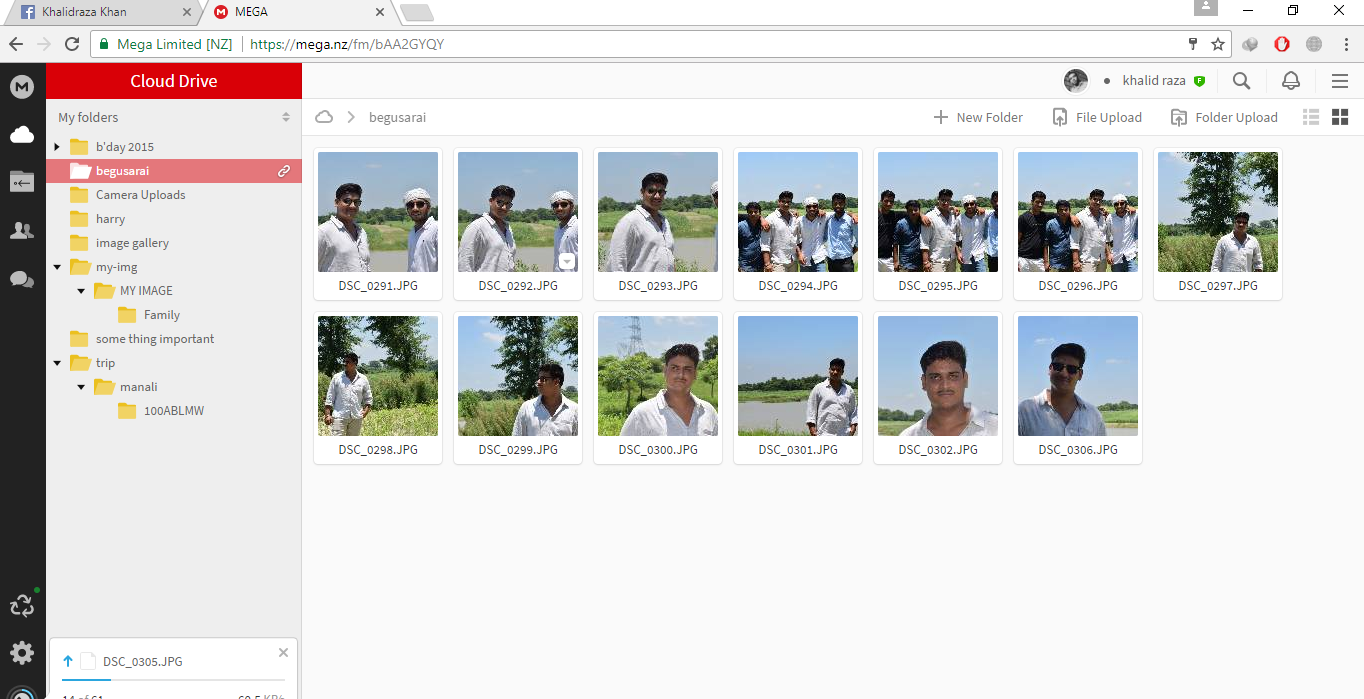 Khalidraza Khan
MEGA
Mega Limited [NZ] https://mega.nz/fm/bAA2GYQY
Cloud Drive
khalid raza
My folders
begusarai
New Folder
File Upload
Folder Upload
b'day 2015
begusarai
Camera Uploads
harry
image gallery
my-img
MY IMAGE
Family
some thing important
trip
manali
100ABLMW
DSC_0291.JPG
DSC_0292.JPG
DSC_0293.JPG
DSC_0294.JPG
DSC_0295.JPG
DSC_0296.JPG
DSC_0297.JPG
DSC_0298.JPG
DSC_0299.JPG
DSC_0300.JPG
DSC_0301.JPG
DSC_0302.JPG
DSC_0306.JPG
DSC_0305.JPG